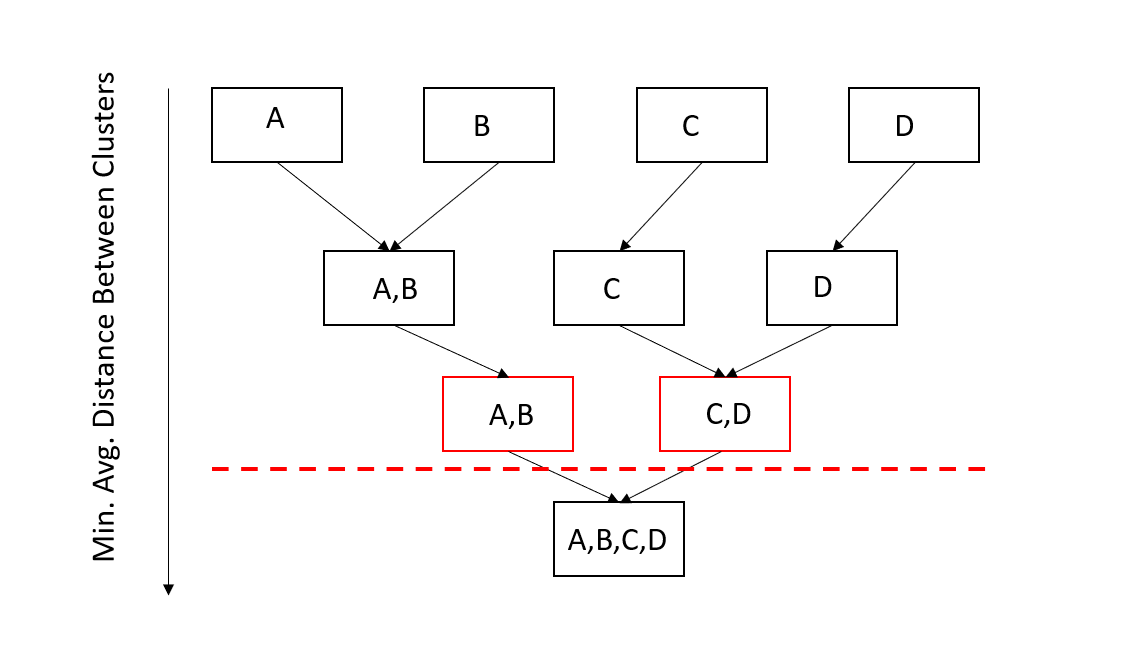 Min. Avg. Distance Between Clusters
A
B
C
D
A,B
C
D
A,B
C,D
A,B,C,D